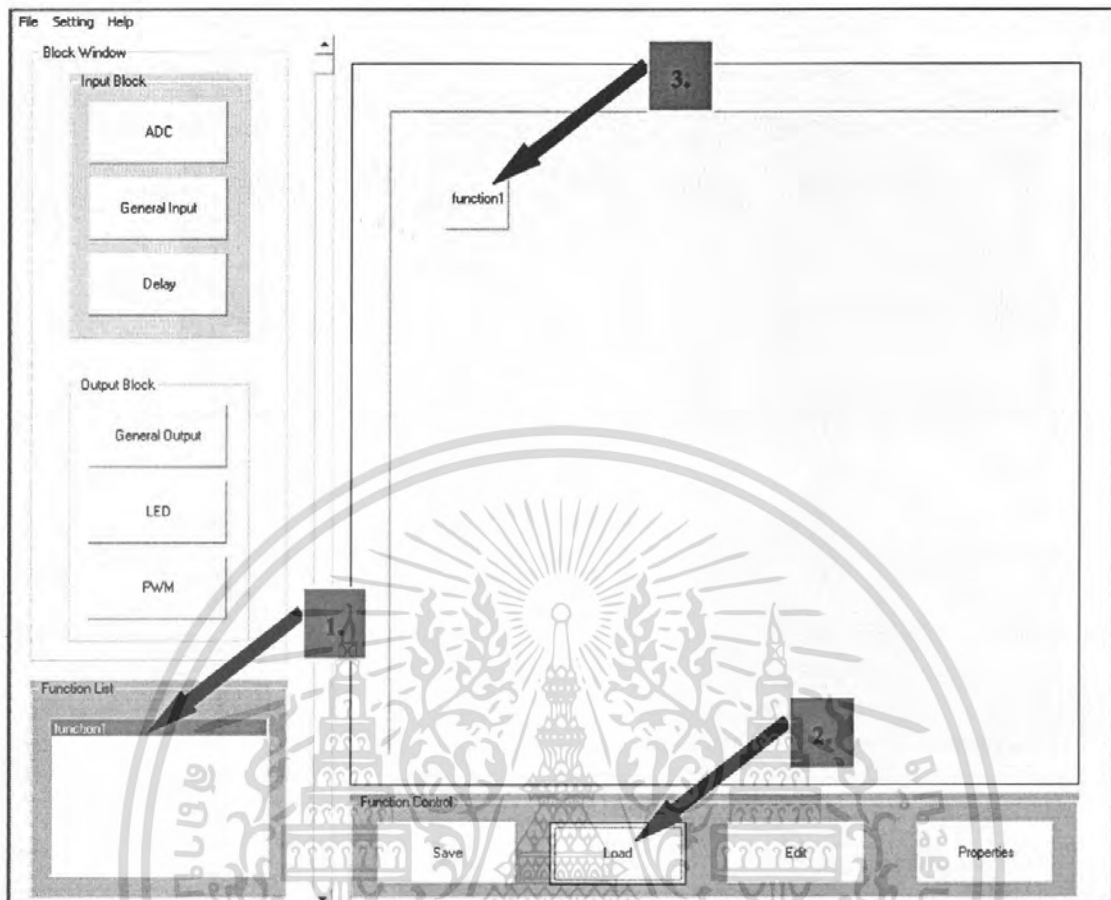 File Setting Help
Block Window
Input Block
ADC
General Input
Delay
Output Block
General Output
LED
PWM
Function List
function1
3.
function1
1.
2.
Function Control
Save
Load
Edit
Properties